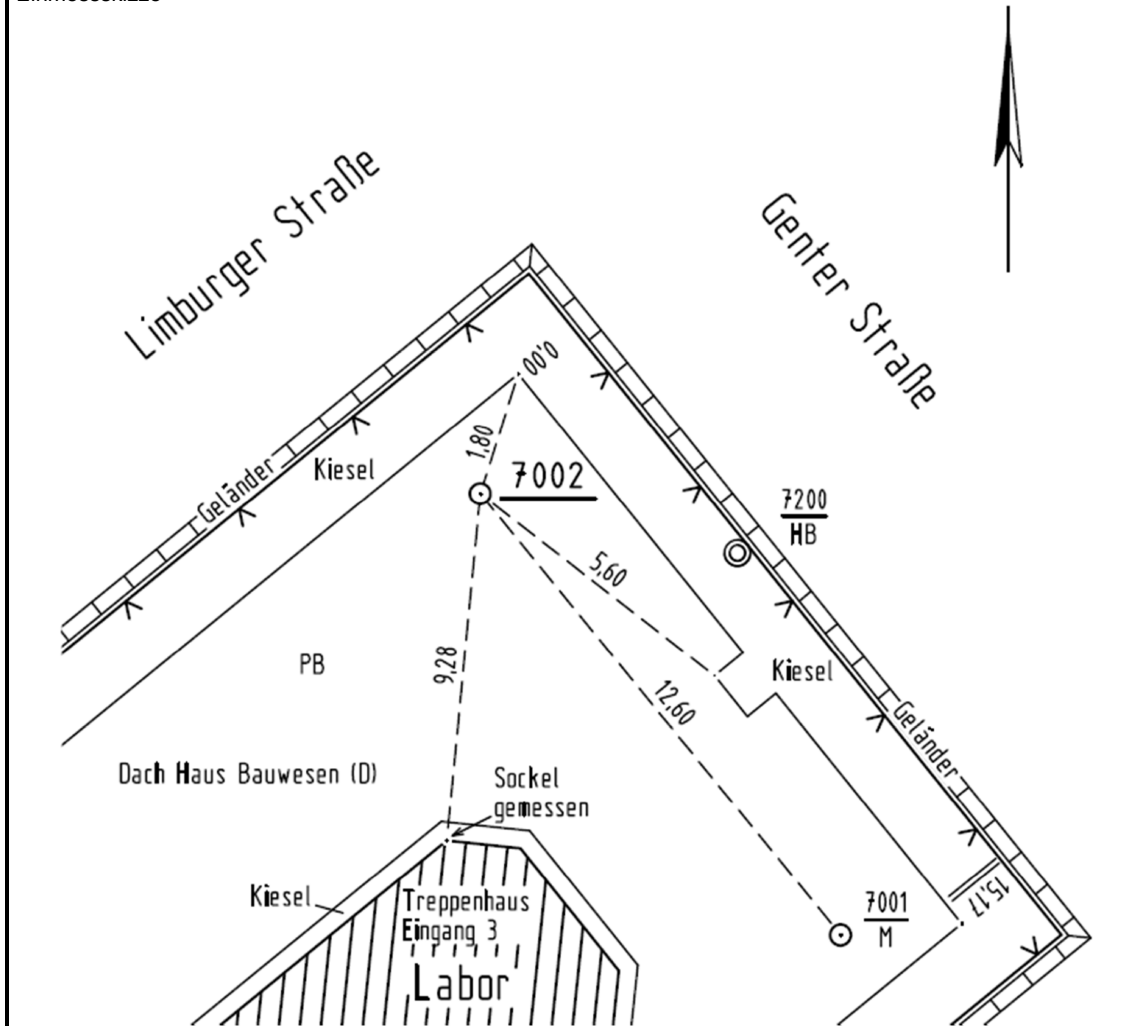 Limburger Straße
Genter Straße
0,00
1,80
Kiesel
Geländer
7002
7200
HB
5,60
9,28
PB
12,60
Kiesel
Geländer
Dach Haus Bauwesen (D)
Sockel
gemessen
15,17
Kiesel
Treppenhaus
Eingang 3
7001
M
Labor